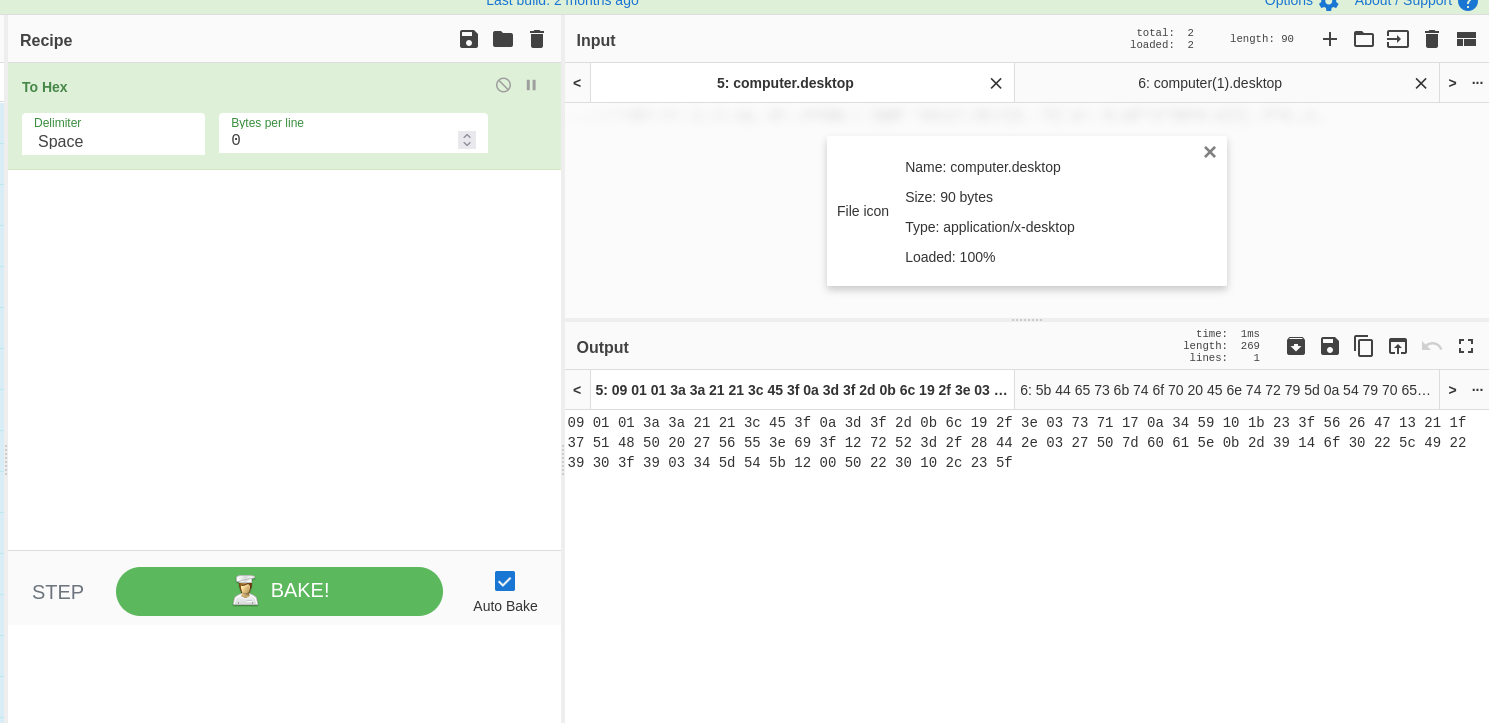 Last build: 2 months ago
Options
About / Support
Recipe
To Hex
Delimiter
Space
Bytes per line
0
STEP
BAKE!
Auto Bake
Input
total: 2
loaded: 2
length: 90
<
5: computer.desktop
6: computer(1).desktop
>
...
File icon
Name: computer.desktop
Size: 90 bytes
Type: application/x-desktop
Loaded: 100%
Output
time: 1ms
length: 269
lines: 1
<
5: 09 01 01 3a 3a 21 21 3c 45 3f 0a 3d 3f 2d 0b 6c 19 2f 3e 03 ...
6: 5b 44 65 73 6b 74 6f 70 20 45 6e 74 72 79 5d 0a 54 79 70 65...
>
...
09 01 01 3a 3a 21 21 3c 45 3f 0a 3d 3f 2d 0b 6c 19 2f 3e 03 73 71 17 0a 34 59 10 1b 23 3f 56 26 47 13 21 1f
37 51 48 50 20 27 56 55 3e 69 3f 12 72 52 3d 2f 28 44 2e 03 27 50 7d 60 61 5e 0b 2d 39 14 6f 30 22 5c 49 22
39 30 3f 39 03 34 5d 54 5b 12 00 50 22 30 10 2c 23 5f